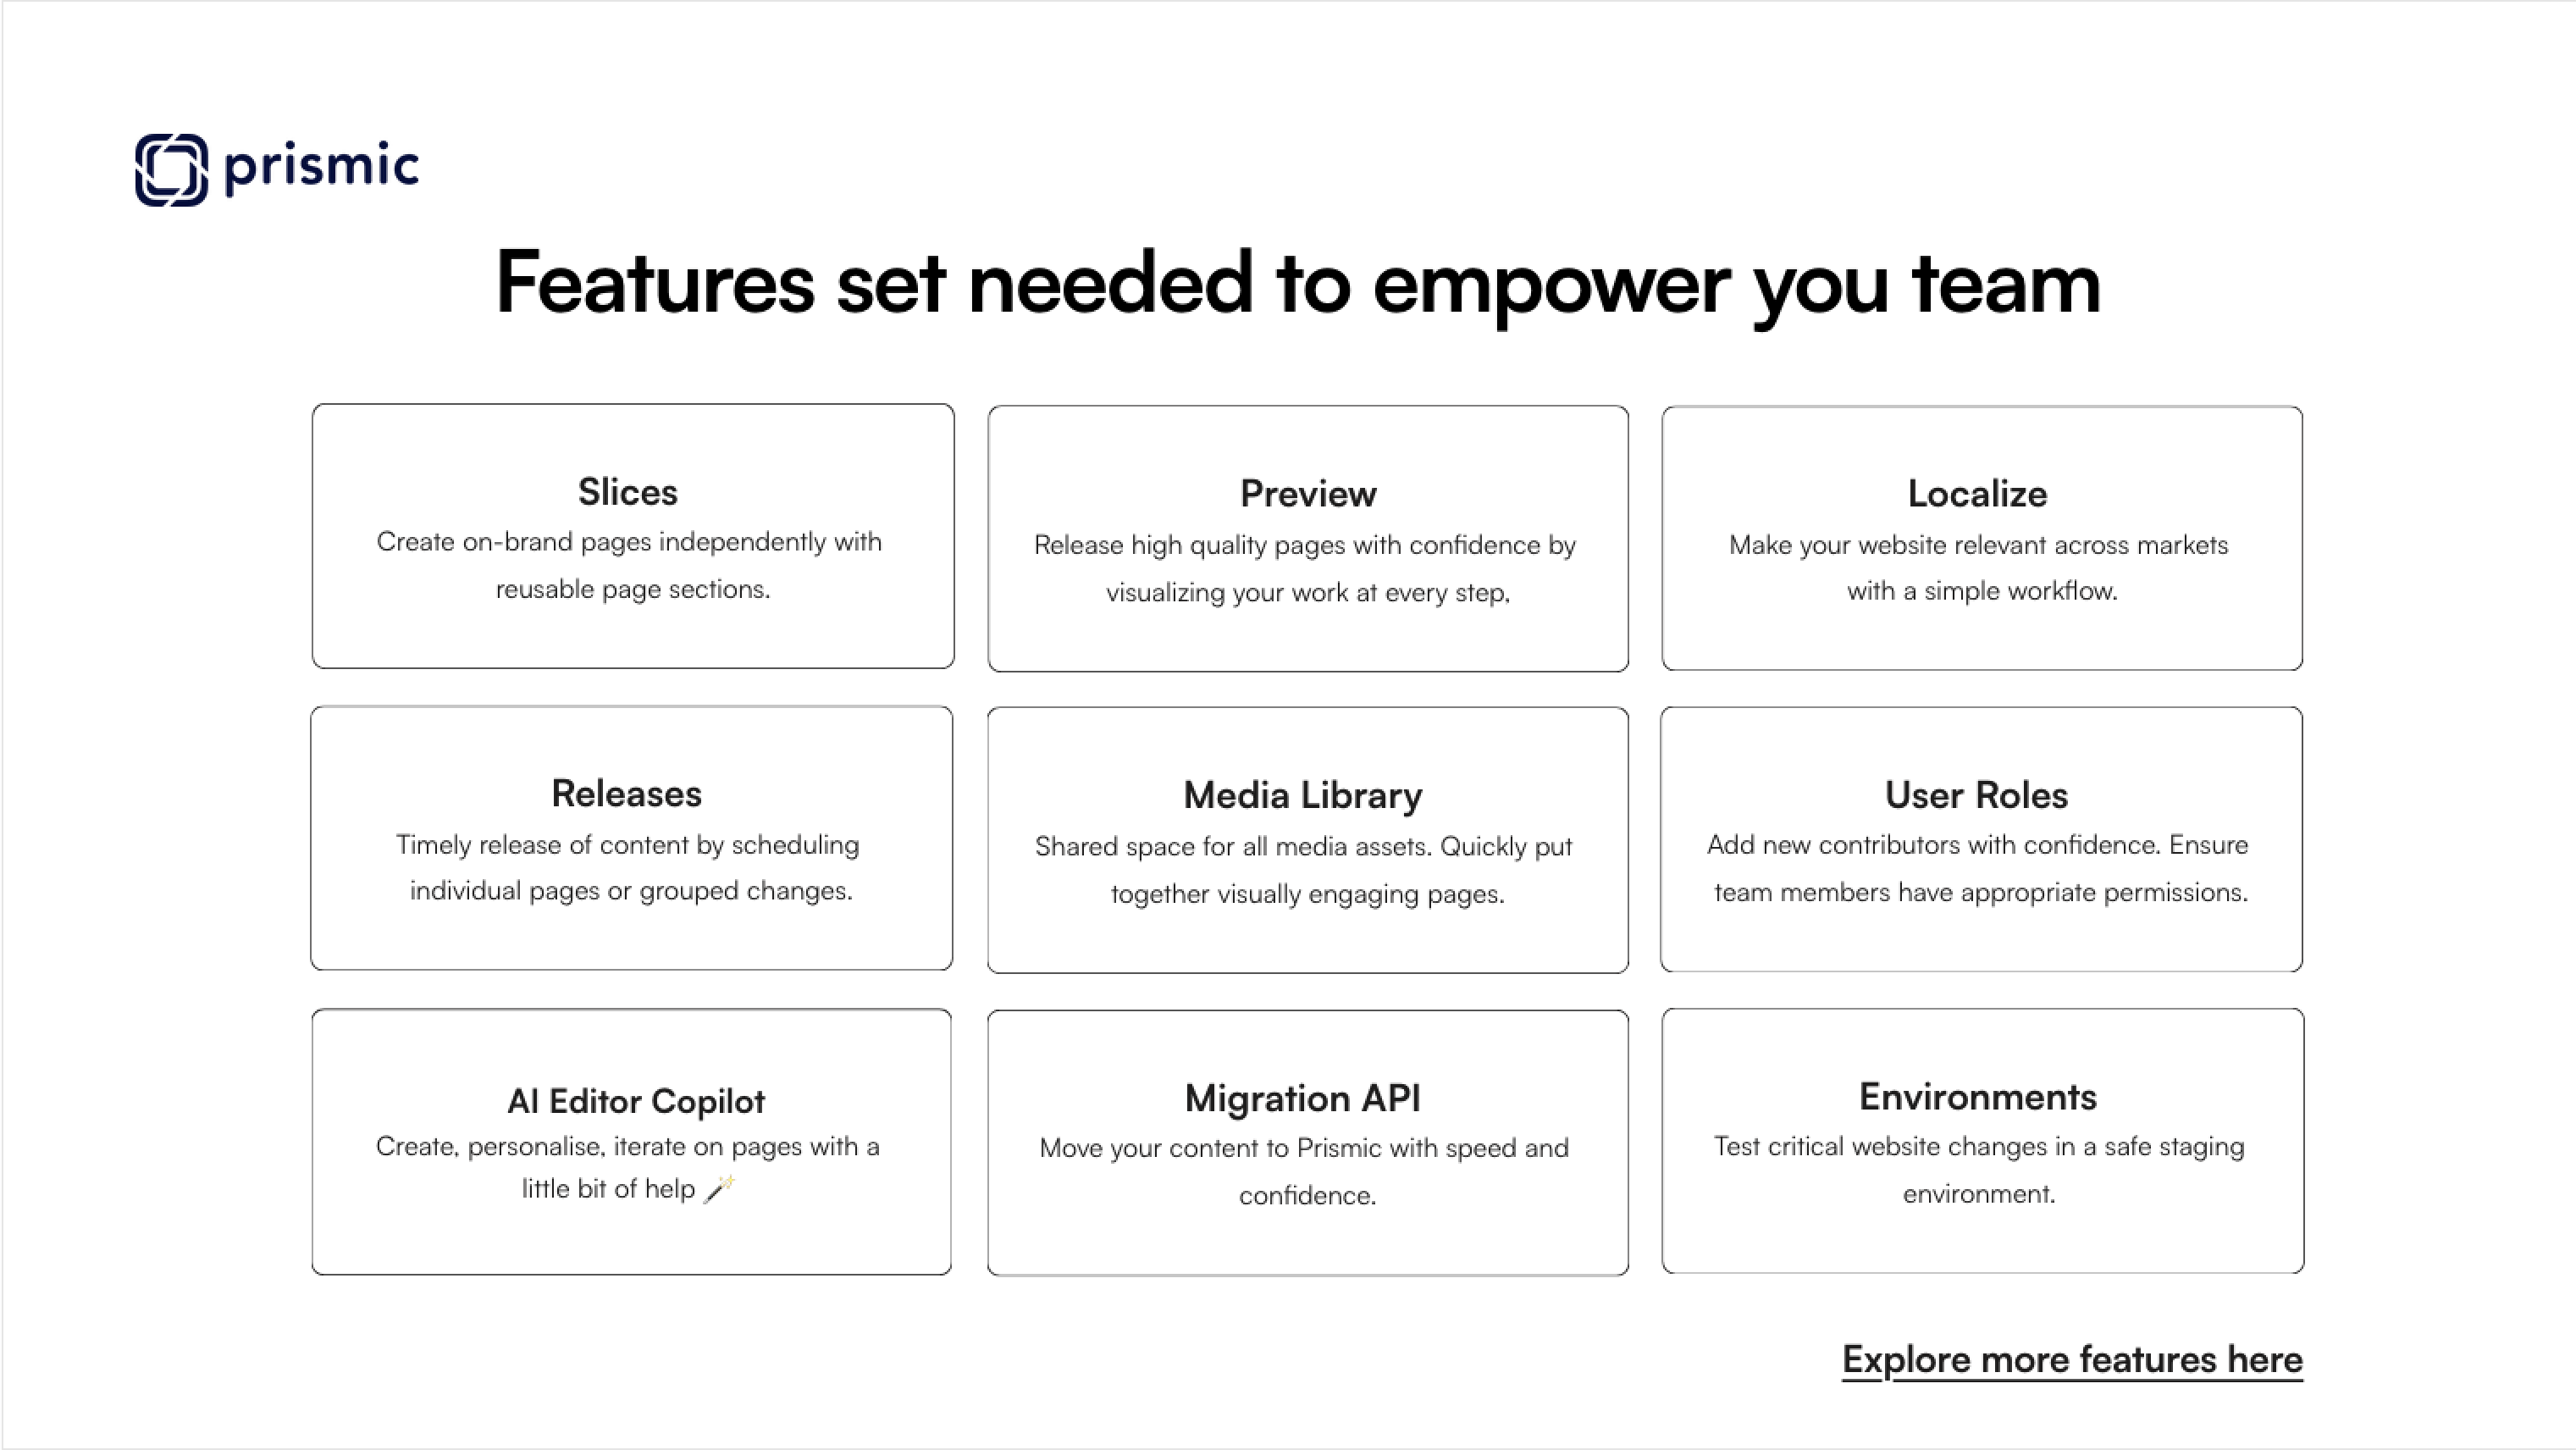 prismic
Features set needed to empower you team
Slices
Create on-brand pages independently with
reusable page sections.
Preview
Release high quality pages with confidence by
visualizing your work at every step,
Localize
Make your website relevant across markets
with a simple workflow.
Releases
Timely release of content by scheduling
individual pages or grouped changes.
Media Library
Shared space for all media assets. Quickly put
together visually engaging pages.
User Roles
Add new contributors with confidence. Ensure
team members have appropriate permissions.
AI Editor Copilot
Create, personalise, iterate on pages with a
little bit of help 🪄
Migration API
Move your content to Prismic with speed and
confidence.
Environments
Test critical website changes in a safe staging
environment.
Explore more features here